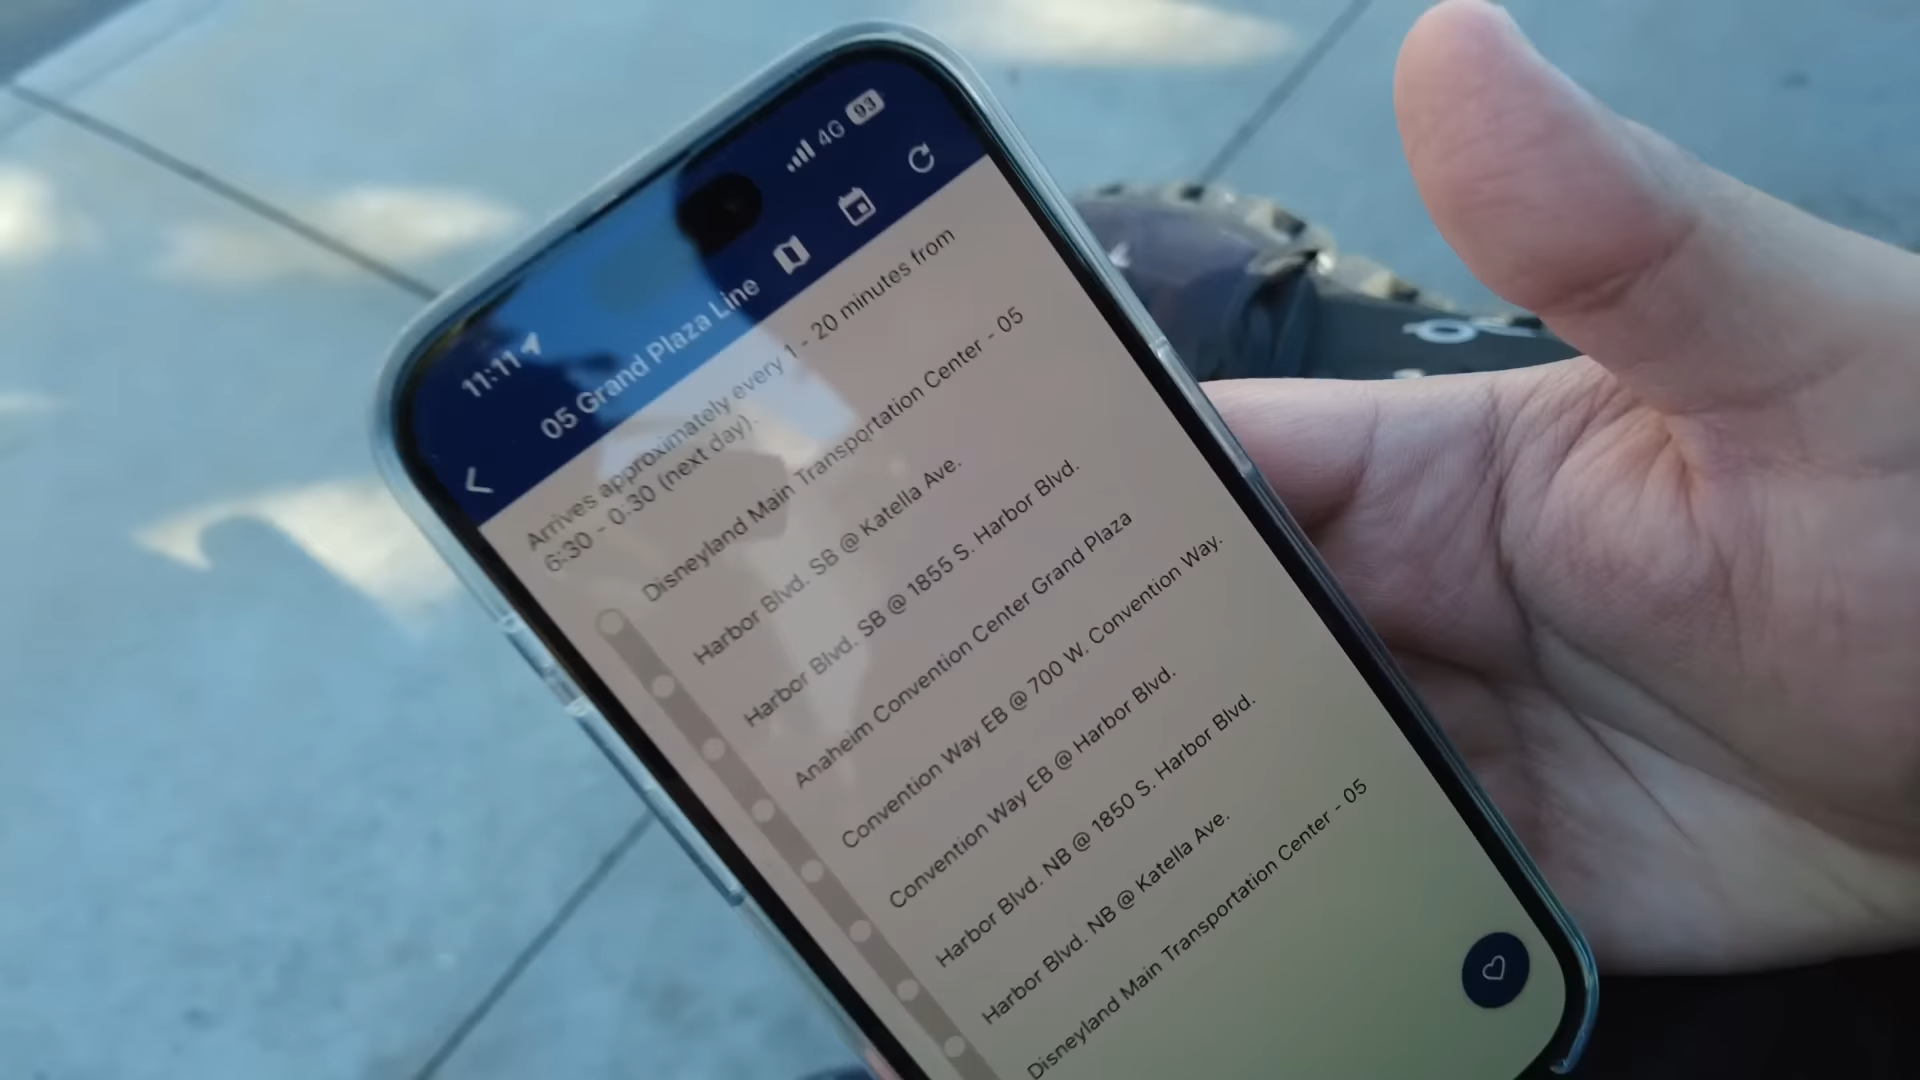 11:11
4G 93
05 Grand Plaza Line
Arrives approximately every 1 - 20 minutes from
6:30 - 0:30 (next day).
Disneyland Main Transportation Center - 05
Harbor Blvd. SB @ Katella Ave.
Harbor Blvd. SB @ 1855 S. Harbor Blvd.
Anaheim Convention Center Grand Plaza
Convention Way EB @ 700 W. Convention Way.
Convention Way EB @ Harbor Blvd.
Harbor Blvd. NB @ 1850 S. Harbor Blvd.
Harbor Blvd. NB @ Katella Ave.
Disneyland Main Transportation Center - 05